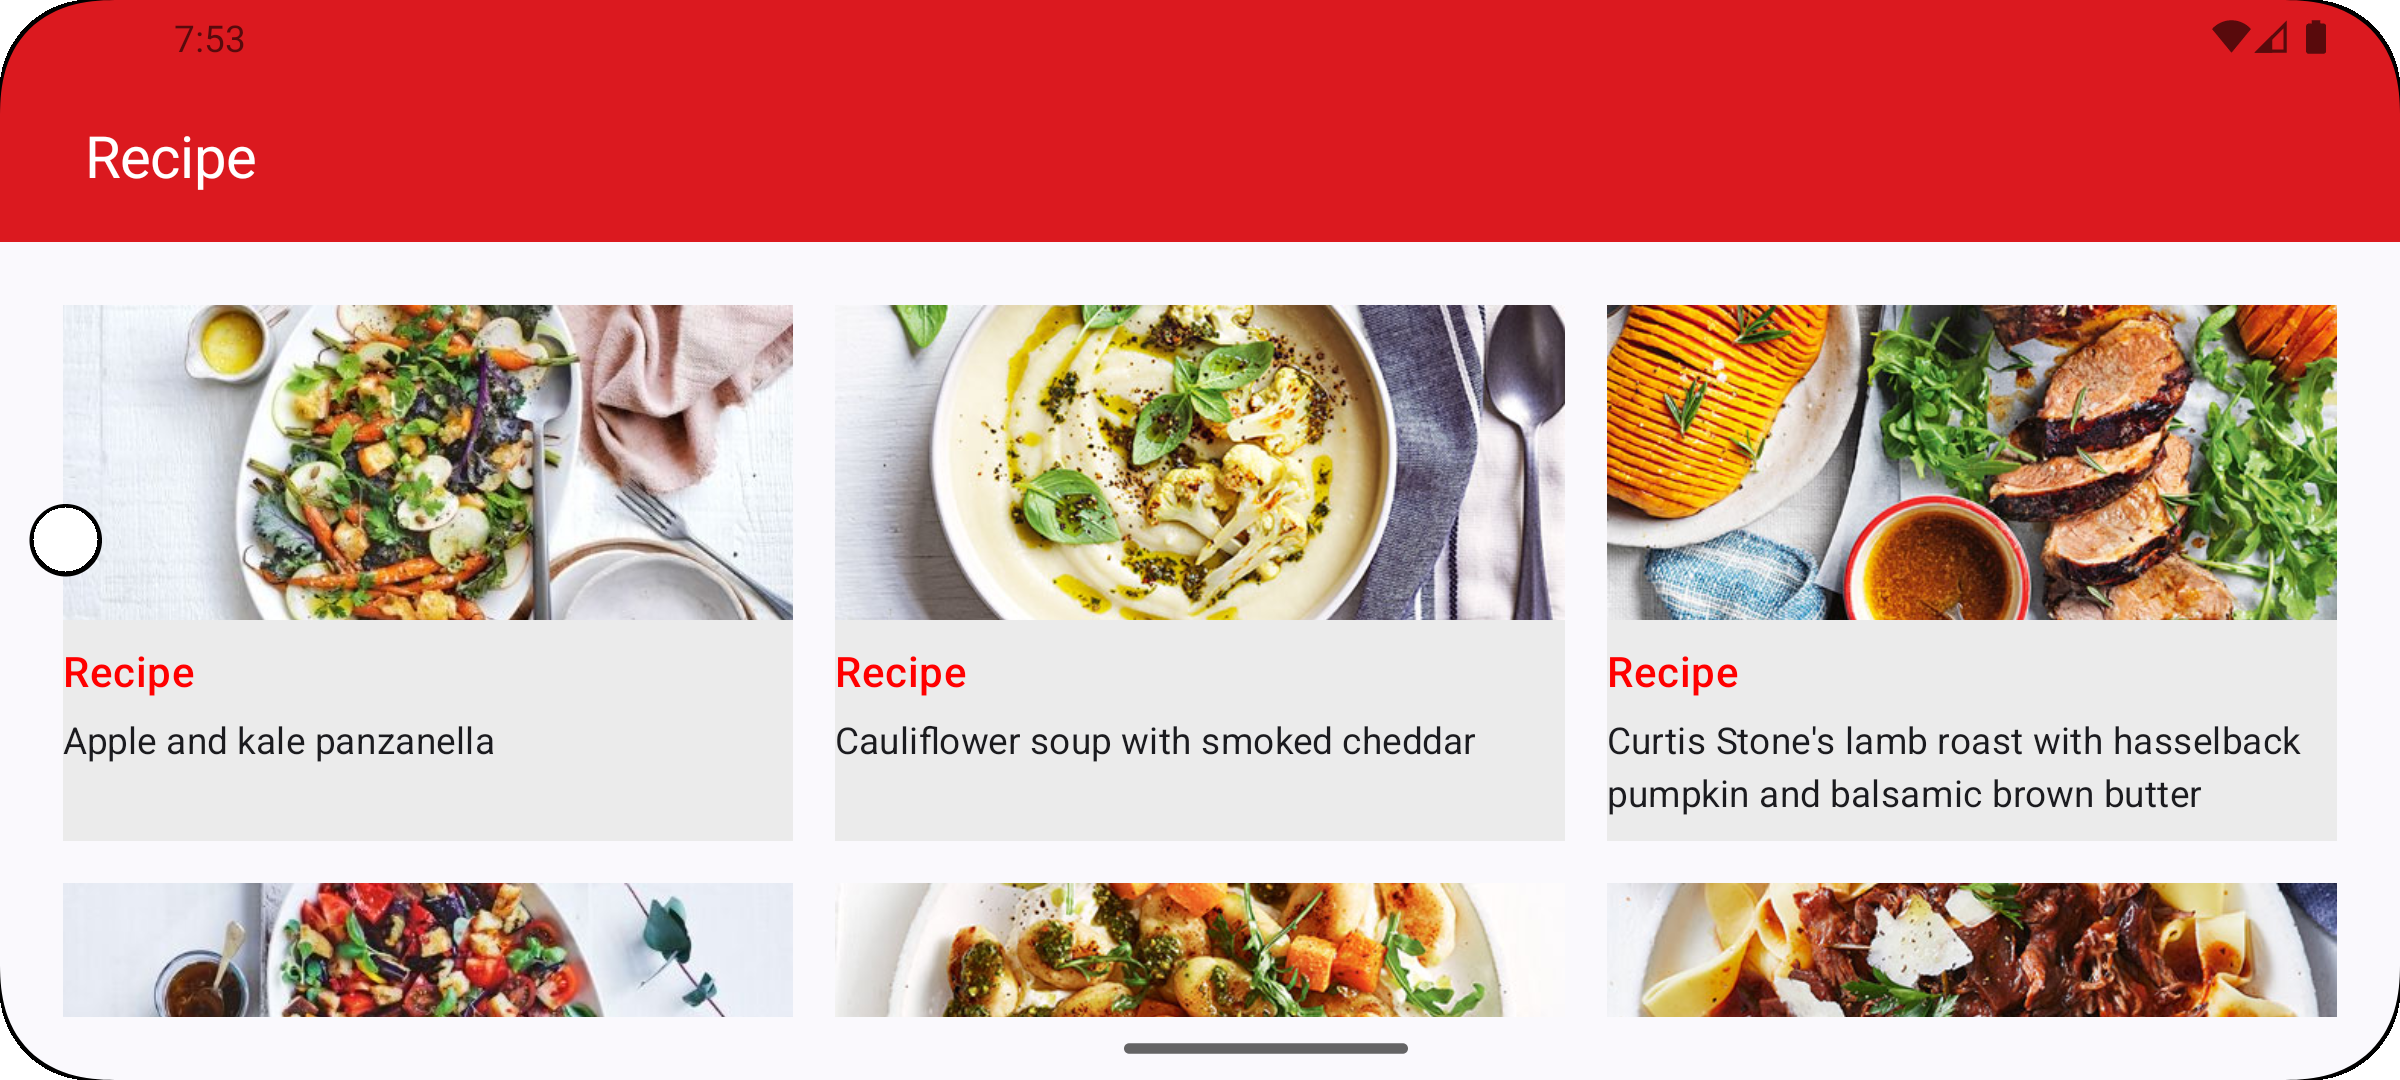 7:53
Recipe
Recipe
Apple and kale panzanella
Recipe
Cauliflower soup with smoked cheddar
Recipe
Curtis Stone's lamb roast with hasselback
pumpkin and balsamic brown butter